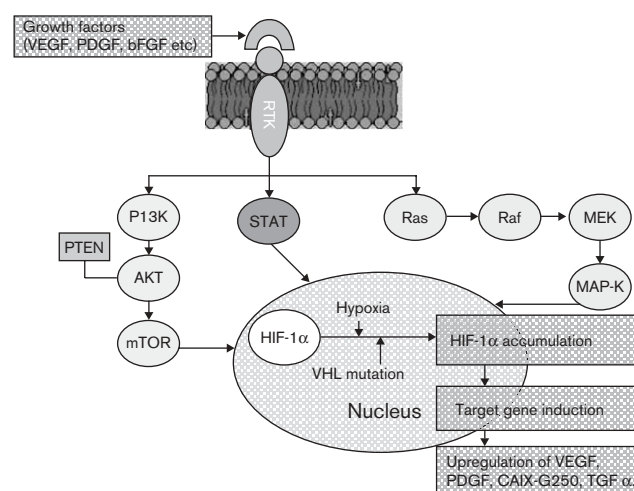 Growth factors
(VEGF, PDGF, bFGF etc)
RTK
P13K
STAT
Ras
Raf
MEK
PTEN
AKT
MAP-K
mTOR
Hypoxia
HIF-1α
HIF-1α accumulation
VHL mutation
Nucleus
Target gene induction
Upregulation of VEGF,
PDGF, CAIX-G250, TGF α